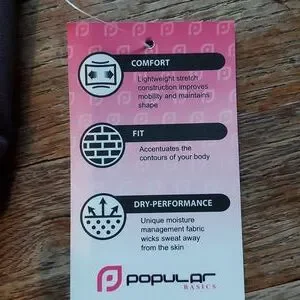 COMFORT
Lightweight stretch
construction improves
mobility and maintains
shape
FIT
Accentuates the
contours of your body
DRY-PERFORMANCE
Unique moisture
management fabric
wicks sweat away
from the skin
POPULAR
BASICS